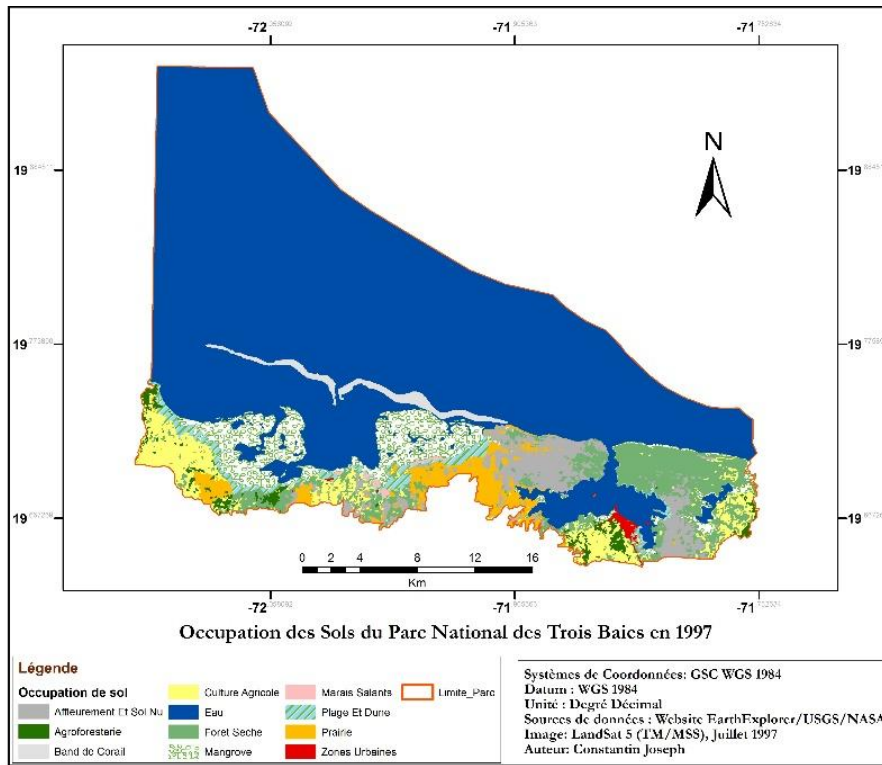 -72 -71 -71
N
19 19
19 19
19 19
0 2 4 8 12 16
Km
-72 -71 -71
Occupation des Sols du Parc National des Trois Baies en 1997
Légende
Occupation de sol
Affleurement Et Sol Nu
Agroforesterie
Band de Corail
Culture Agricole
Eau
Foret Seche
Mangrove
Marais Salants
Plage Et Dune
Prairie
Zones Urbaines
Limite_Parc
Systèmes de Coordonnées: GSC WGS 1984
Datum : WGS 1984
Unité : Degré Décimal
Sources de données : Website EarthExplorer/USGS/NASA
Image: LandSat 5 (TM/MSS), Juillet 1997
Auteur: Constantin Joseph